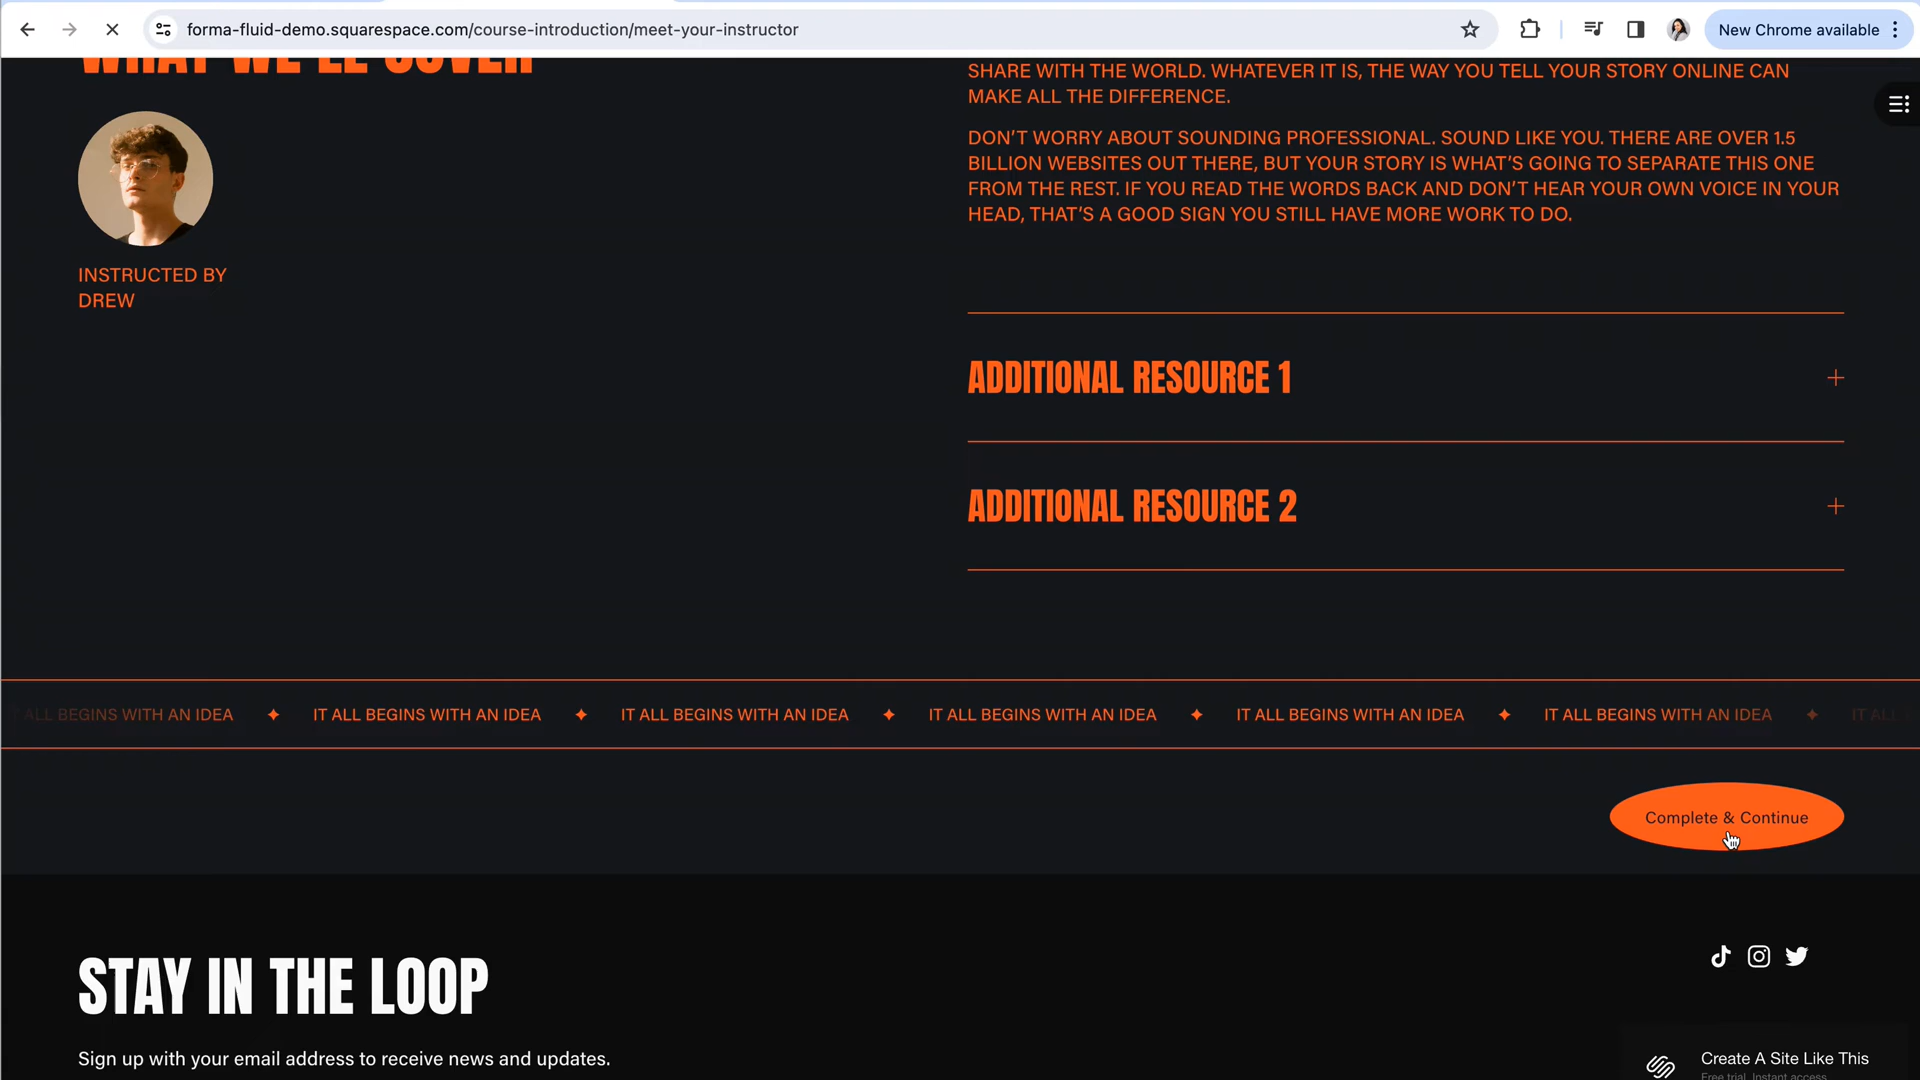 forma-fluid-demo.squarespace.com/course-introduction/meet-your-instructor
New Chrome available
WHAT WE'LL COVER
SHARE WITH THE WORLD. WHATEVER IT IS, THE WAY YOU TELL YOUR STORY ONLINE CAN
MAKE ALL THE DIFFERENCE.
DON'T WORRY ABOUT SOUNDING PROFESSIONAL. SOUND LIKE YOU. THERE ARE OVER 1.5
BILLION WEBSITES OUT THERE, BUT YOUR STORY IS WHAT'S GOING TO SEPARATE THIS ONE
FROM THE REST. IF YOU READ THE WORDS BACK AND DON'T HEAR YOUR OWN VOICE IN YOUR
HEAD, THAT'S A GOOD SIGN YOU STILL HAVE MORE WORK TO DO.
INSTRUCTED BY
DREW
ADDITIONAL RESOURCE 1
ADDITIONAL RESOURCE 2
IT ALL BEGINS WITH AN IDEA ✦ IT ALL BEGINS WITH AN IDEA ✦ IT ALL BEGINS WITH AN IDEA ✦ IT ALL BEGINS WITH AN IDEA ✦ IT ALL BEGINS WITH AN IDEA ✦ IT ALL BEGINS WITH AN IDEA ✦ IT ALL
Complete & Continue
STAY IN THE LOOP
Sign up with your email address to receive news and updates.
Create A Site Like This
Free trial. Instant access.